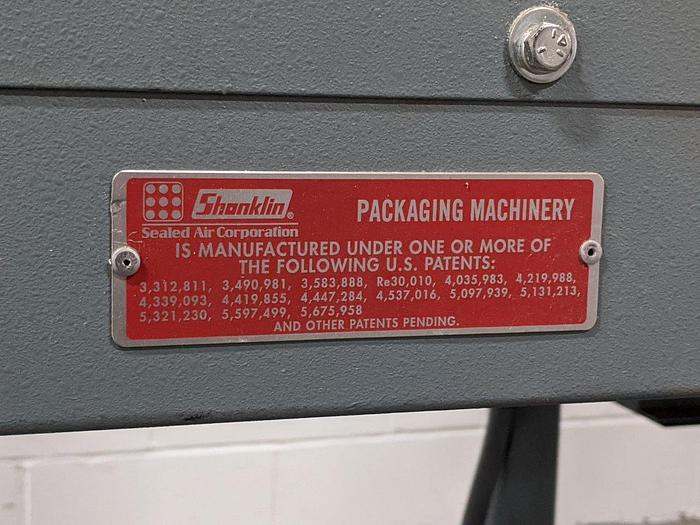 Shanklin® PACKAGING MACHINERY
Sealed Air Corporation
IS MANUFACTURED UNDER ONE OR MORE OF
THE FOLLOWING U.S. PATENTS:
3,312,811, 3,490,981, 3,583,888, Re30,010, 4,035,983, 4,219,988,
4,339,093, 4,419,855, 4,447,284, 4,537,016, 5,097,939, 5,131,213,
5,321,230, 5,597,499, 5,675,958
AND OTHER PATENTS PENDING.